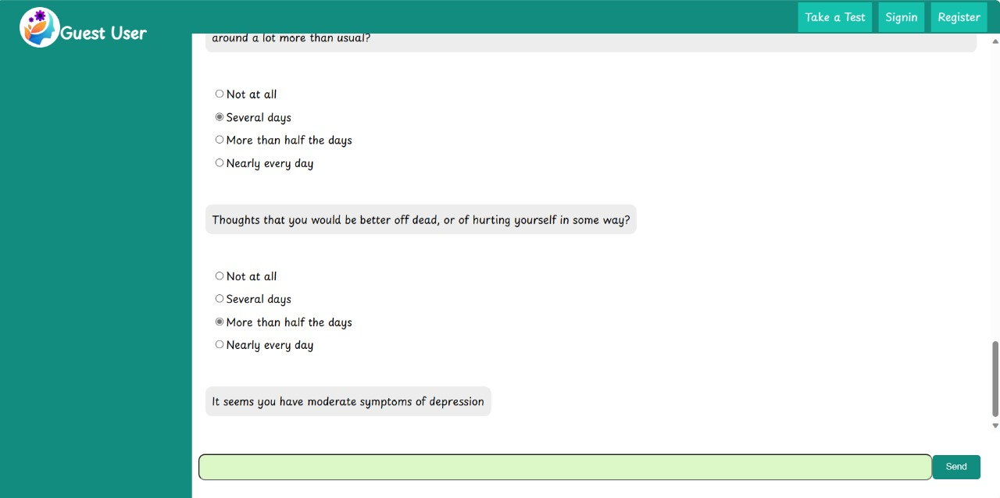 Guest User
Take a Test
Signin
Register
around a lot more than usual?
Not at all
Several days
More than half the days
Nearly every day
Thoughts that you would be better off dead, or of hurting yourself in some way?
Not at all
Several days
More than half the days
Nearly every day
It seems you have moderate symptoms of depression
Send